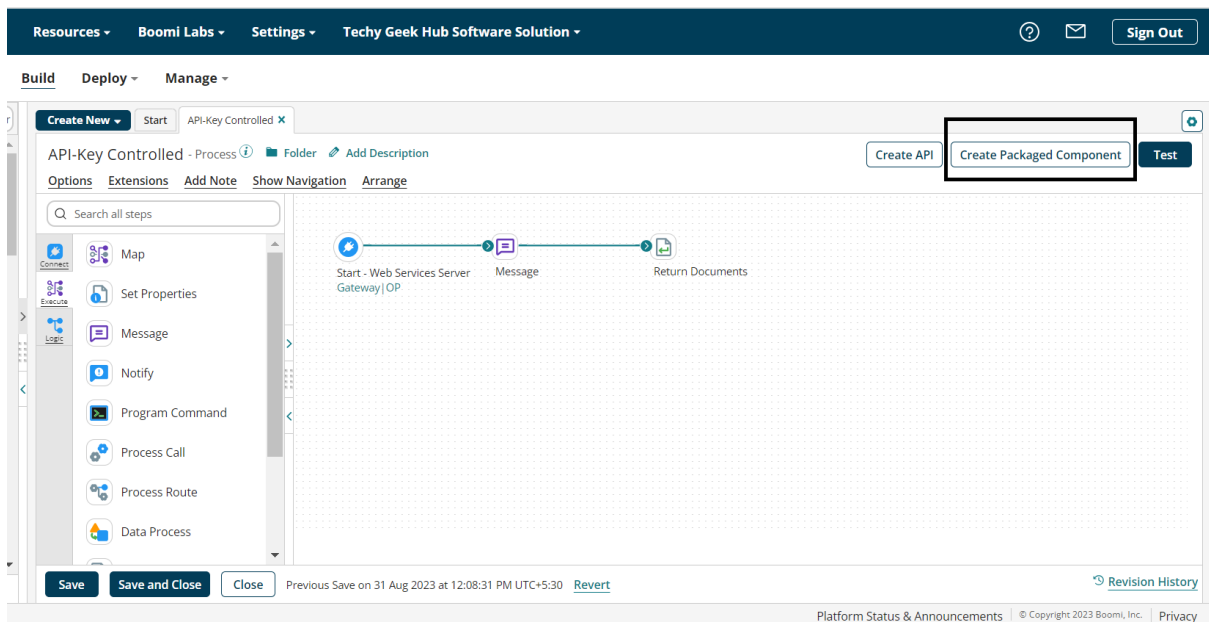 Resources Boomi Labs Settings Techy Geek Hub Software Solution Sign Out
Build Deploy Manage
Create New Start API-Key Controlled
API-Key Controlled - Process Folder Add Description Create API Create Packaged Component Test
Options Extensions Add Note Show Navigation Arrange
Search all steps
Connect
Execute
Logic
Map
Set Properties
Message
Notify
Program Command
Process Call
Process Route
Data Process
Start - Web Services Server
Gateway|OP
Message
Return Documents
Save Save and Close Close Previous Save on 31 Aug 2023 at 12:08:31 PM UTC+5:30 Revert Revision History
Platform Status & Announcements © Copyright 2023 Boomi, Inc. Privacy